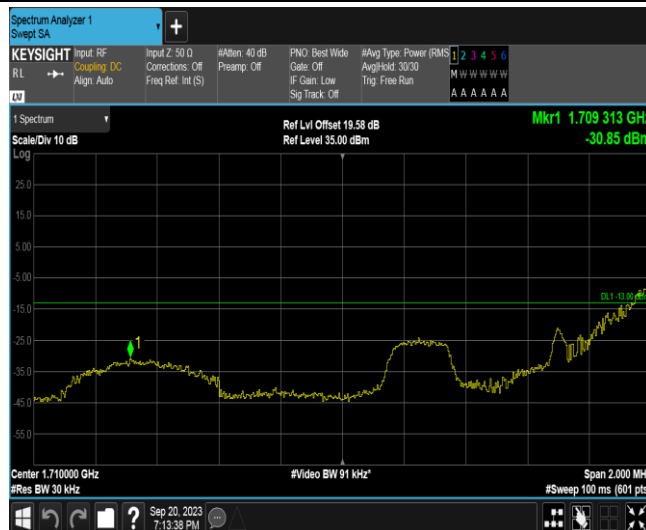 Spectrum Analyzer 1
Swept SA
KEYSIGHT
RL
Input: RF
Coupling: DC
Align: Auto
Input Z: 50 Ω
Corrections: Off
Freq Ref: Int (S)
#Atten: 40 dB
Preamp: Off
PNO: Best Wide
Gate: Off
IF Gain: Low
Sig Track: Off
#Avg Type: Power (RMS
Avg|Hold: 30/30
Trig: Free Run
1 2 3 4 5 6
M W W W W W
A A A A A A
1 Spectrum
Scale/Div 10 dB
Ref Lvl Offset 19.58 dB
Ref Level 35.00 dBm
Mkr1 1.709 313 GHz
-30.85 dBm
Log
25.0
15.0
5.00
-5.00
DL1 -13.00 dBm
-15.0
1
-25.0
-35.0
-45.0
-55.0
Center 1.710000 GHz
#Res BW 30 kHz
#Video BW 91 kHz*
Span 2.000 MH
#Sweep 100 ms (601 pts
Sep 20, 2023
7:13:38 PM